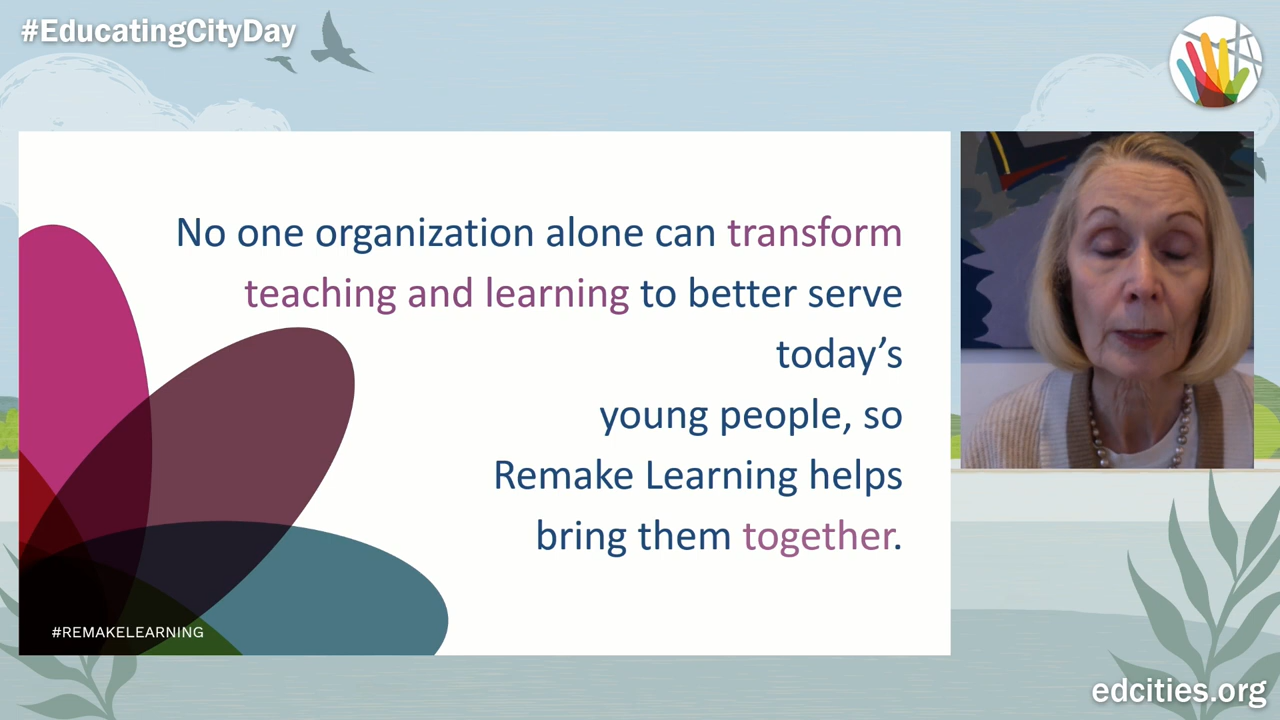 #EducatingCityDay
No one organization alone can transform
teaching and learning to better serve
today’s
young people, so
Remake Learning helps
bring them together.
#REMAKELEARNING
edcities.org